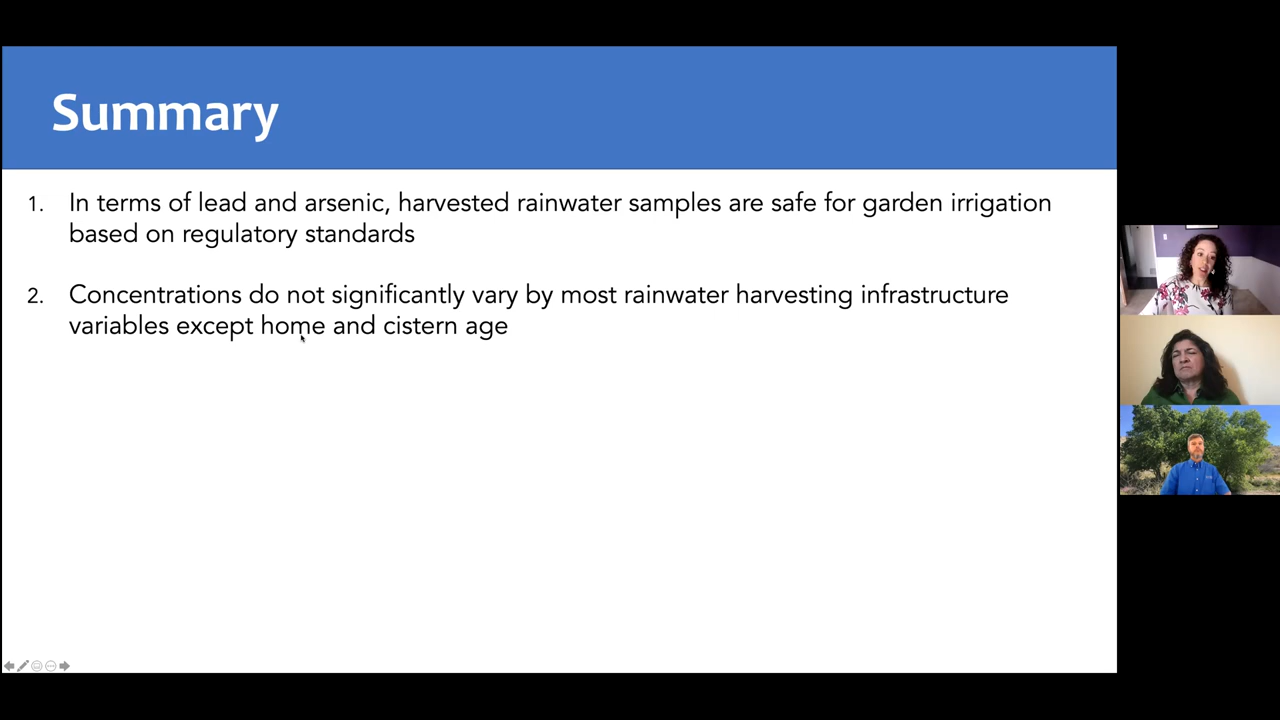 Summary
1. In terms of lead and arsenic, harvested rainwater samples are safe for garden irrigation
based on regulatory standards
2. Concentrations do not significantly vary by most rainwater harvesting infrastructure
variables except home and cistern age